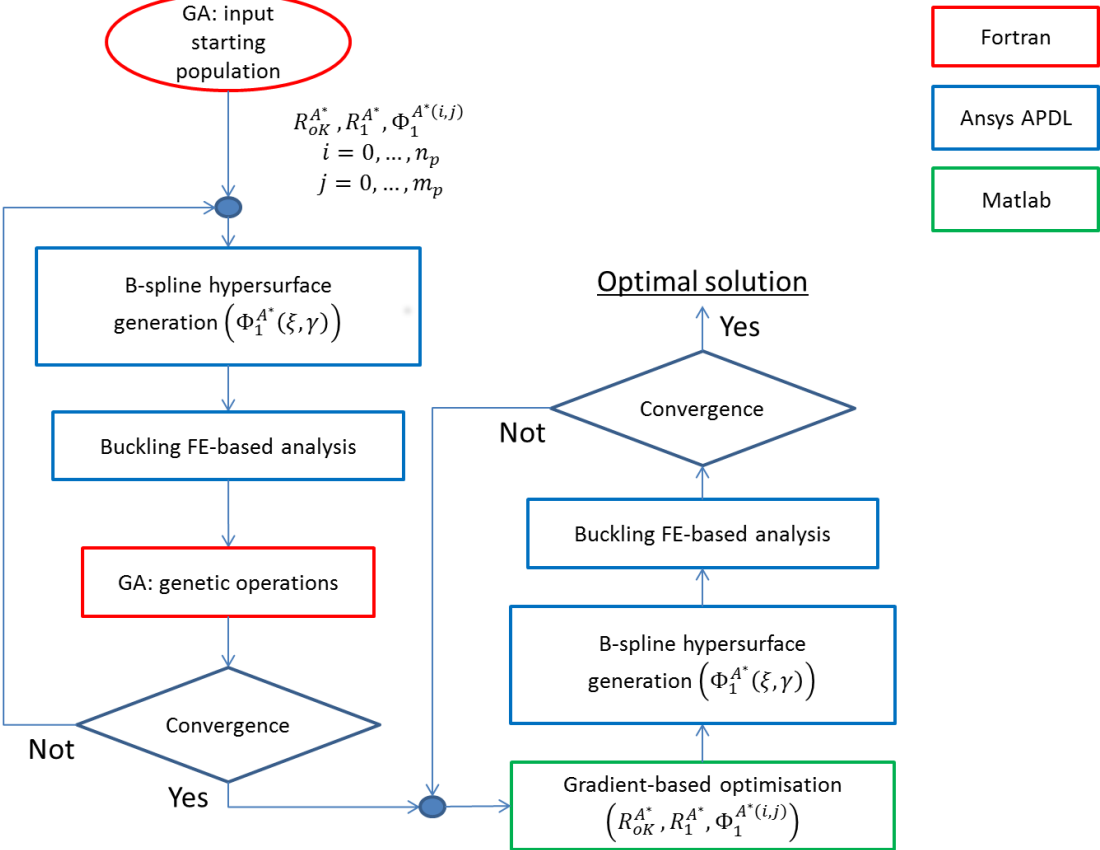 GA: input
starting
population
R_{oK}^{A*}, R_1^{A*}, Φ_1^{A*(i,j)}
i = 0, …, n_p
j = 0, …, m_p
B-spline hypersurface
generation (Φ_1^{A*}(ξ, γ))
Buckling FE-based analysis
GA: genetic operations
Convergence
Not
Yes
Gradient-based optimisation
(R_{oK}^{A*}, R_1^{A*}, Φ_1^{A*(i,j)})
B-spline hypersurface
generation (Φ_1^{A*}(ξ, γ))
Buckling FE-based analysis
Convergence
Not
Yes
Optimal solution
Fortran
Ansys APDL
Matlab